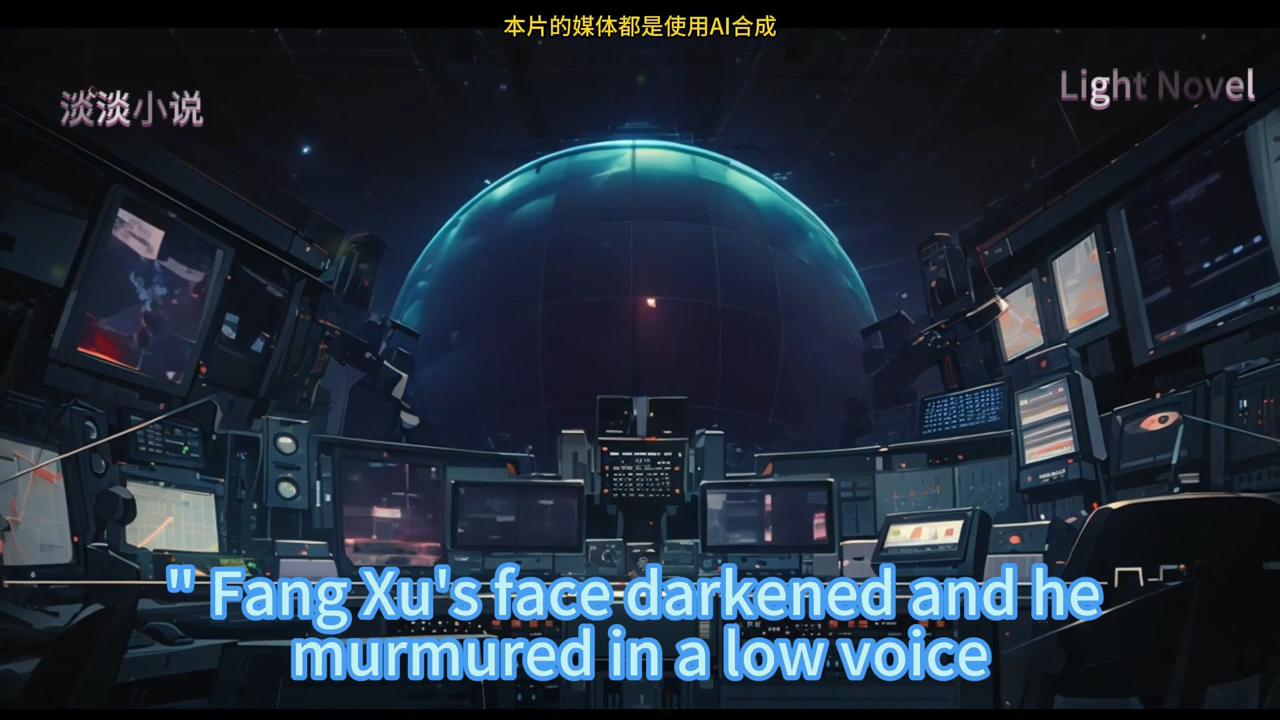 本片的媒体都是使用AI合成
淡淡小说
Light Novel
" Fang Xu's face darkened and he
murmured in a low voice